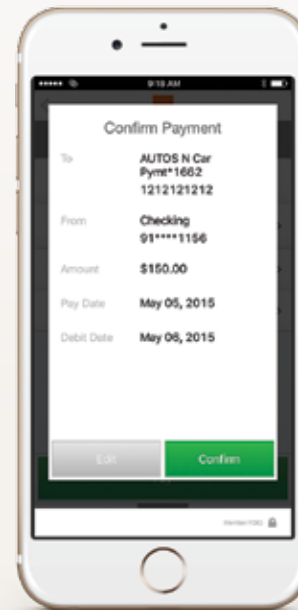 9:18 AM
Confirm Payment
To AUTOS N Car
Pymt*1662
1212121212
From Checking
91****1156
Amount $150.00
Pay Date May 05, 2015
Debit Date May 06, 2015
Edit Confirm
Member FDIC